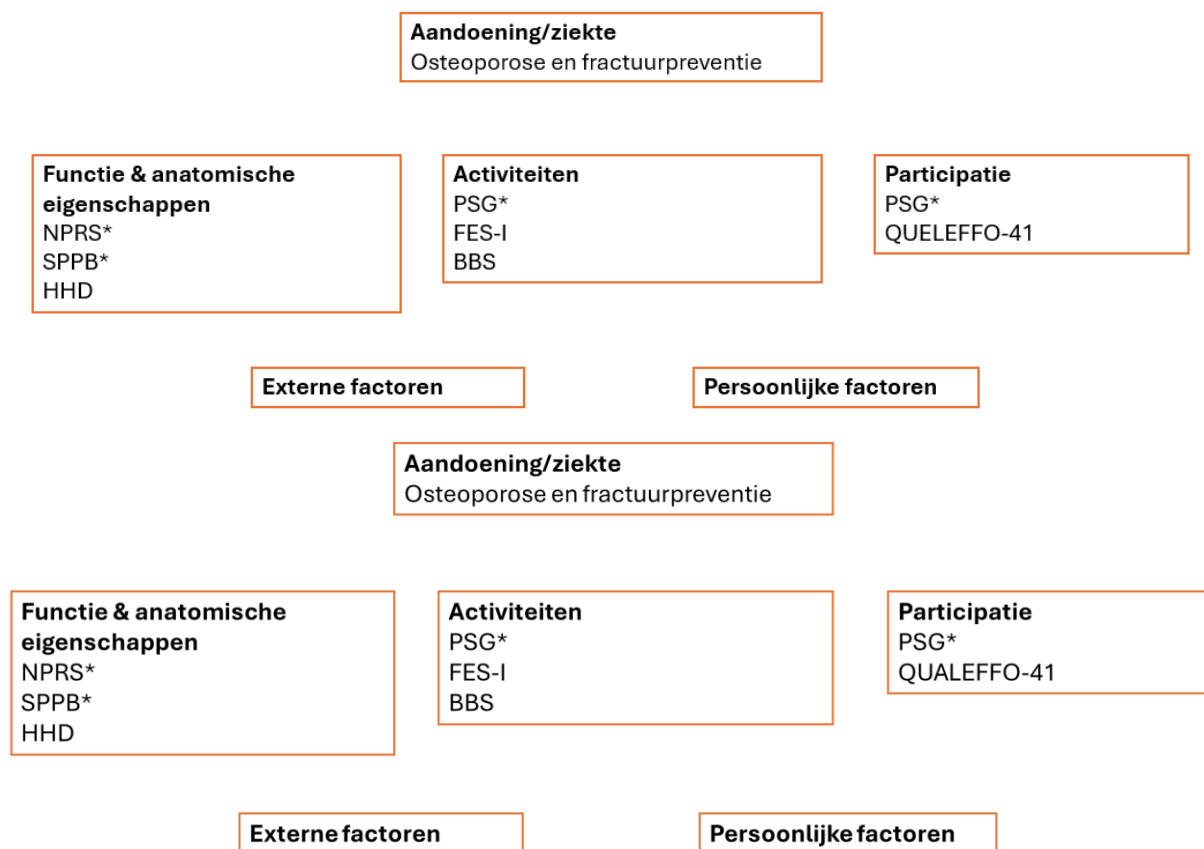 Aandoening/ziekte
Osteoporose en fractuurpreventie
Functie & anatomische
eigenschappen
NPRS*
SPPB*
HHD
Activiteiten
PSG*
FES-I
BBS
Participatie
PSG*
QUELEFFO-41
Externe factoren
Persoonlijke factoren
Aandoening/ziekte
Osteoporose en fractuurpreventie
Functie & anatomische
eigenschappen
NPRS*
SPPB*
HHD
Activiteiten
PSG*
FES-I
BBS
Participatie
PSG*
QUALEFFO-41
Externe factoren
Persoonlijke factoren